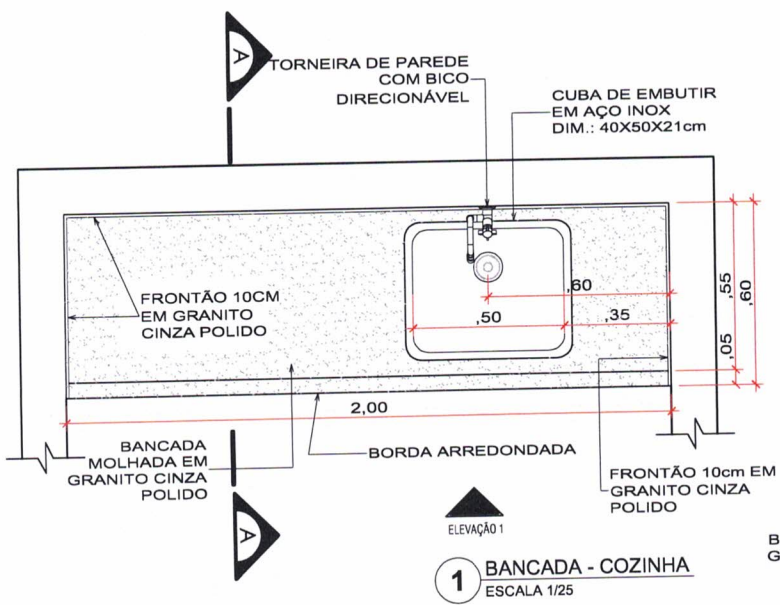 A
TORNEIRA DE PAREDE
COM BICO
DIRECIONÁVEL
CUBA DE EMBUTIR
EM AÇO INOX
DIM.: 40X50X21cm
FRONTÃO 10CM
EM GRANITO
CINZA POLIDO
,60
,50
,35
,55
,60
,05
2,00
BANCADA
MOLHADA EM
GRANITO CINZA
POLIDO
BORDA ARREDONDADA
FRONTÃO 10cm EM
GRANITO CINZA
POLIDO
A
ELEVAÇÃO 1
B
G
1
BANCADA - COZINHA
ESCALA 1/25